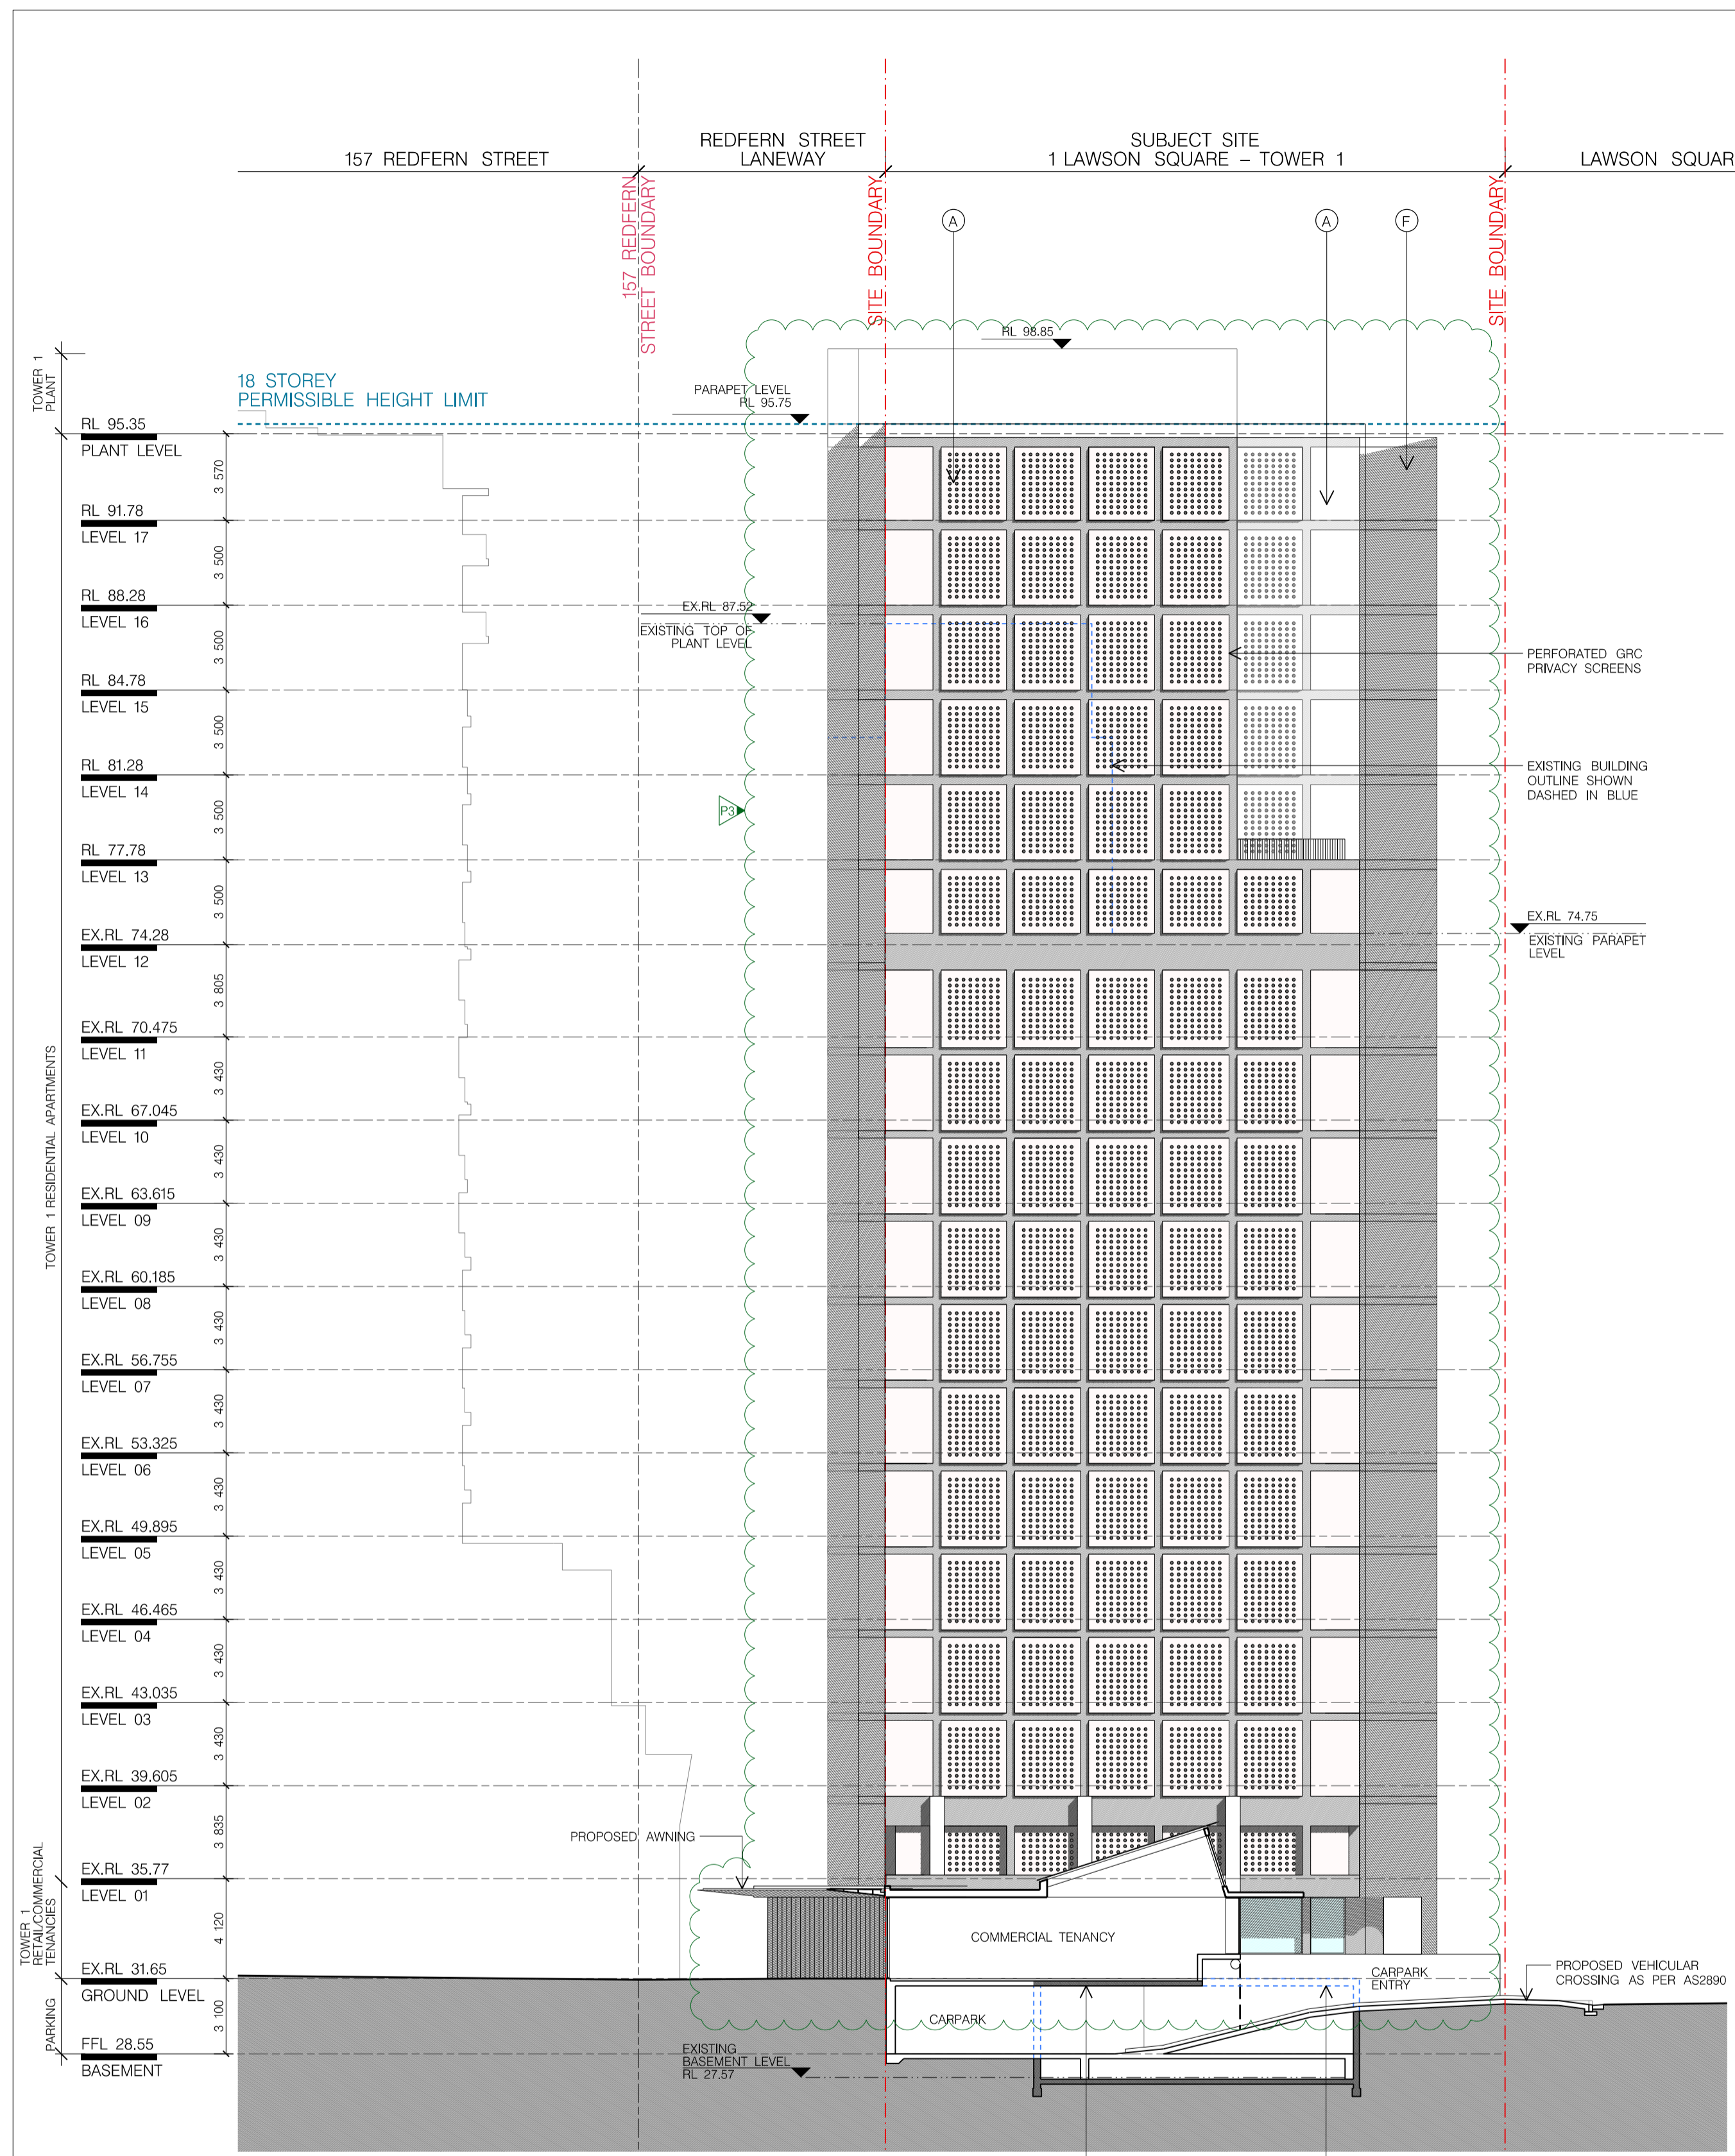 157 REDFERN STREET
REDFERN STREET
LANEWAY
SUBJECT SITE
1 LAWSON SQUARE – TOWER 1
LAWSON SQUAR
157 REDFERN
STREET BOUNDARY
SITE BOUNDARY
SITE BOUNDARY
A
A
F
RL 98.85
TOWER 1
PLANT
18 STOREY
PERMISSIBLE HEIGHT LIMIT
PARAPET LEVEL
RL 95.75
RL 95.35
PLANT LEVEL
3 570
RL 91.78
LEVEL 17
3 500
RL 88.28
LEVEL 16
EX.RL 87.52
EXISTING TOP OF
PLANT LEVEL
3 500
PERFORATED GRC
PRIVACY SCREENS
RL 84.78
LEVEL 15
3 500
RL 81.28
LEVEL 14
EXISTING BUILDING
OUTLINE SHOWN
DASHED IN BLUE
3 500
P3
RL 77.78
LEVEL 13
3 500
EX.RL 74.75
EXISTING PARAPET
LEVEL
EX.RL 74.28
LEVEL 12
3 805
EX.RL 70.475
LEVEL 11
3 430
TOWER 1 RESIDENTIAL APARTMENTS
EX.RL 67.045
LEVEL 10
3 430
EX.RL 63.615
LEVEL 09
3 430
EX.RL 60.185
LEVEL 08
3 430
EX.RL 56.755
LEVEL 07
3 430
EX.RL 53.325
LEVEL 06
3 430
EX.RL 49.895
LEVEL 05
3 430
EX.RL 46.465
LEVEL 04
3 430
EX.RL 43.035
LEVEL 03
3 430
EX.RL 39.605
LEVEL 02
3 835
PROPOSED AWNING
EX.RL 35.77
LEVEL 01
TOWER 1
RETAIL/COMMERCIAL
TENANCIES
4 120
COMMERCIAL TENANCY
EX.RL 31.65
GROUND LEVEL
CARPARK
ENTRY
PROPOSED VEHICULAR
CROSSING AS PER AS2890
PARKING
3 100
CARPARK
FFL 28.55
BASEMENT
EXISTING
BASEMENT LEVEL
RL 27.57